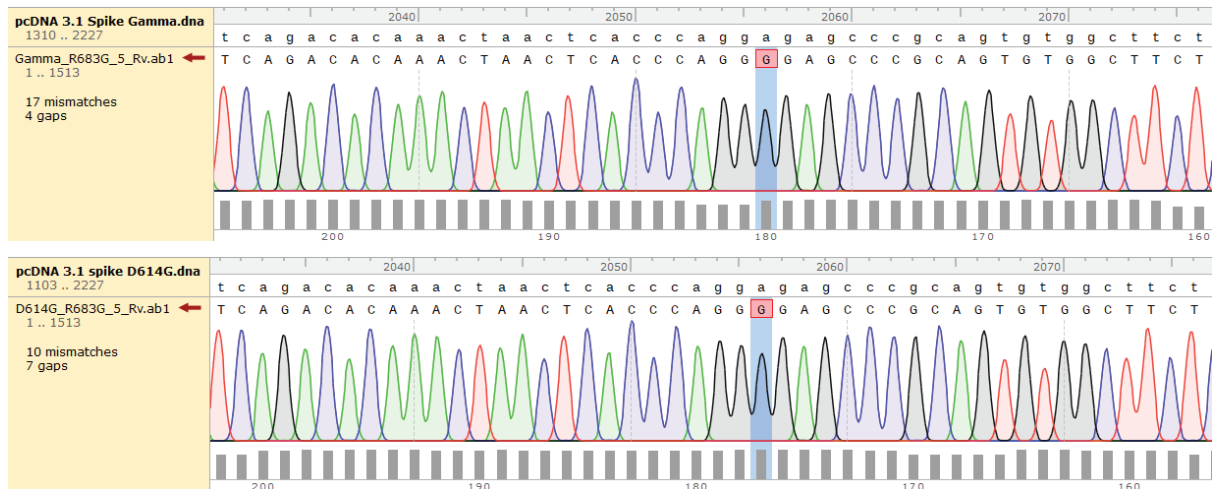 2040 2050 2060 2070
pcDNA 3.1 Spike Gamma.dna
1310 .. 2227
t c a g a c a c a a a c t a a c t c a c c c a g g a g a g c c c g c a g t g t g g c t t c t
Gamma_R683G_5_Rv.ab1
T C A G A C A C A A A C T A A C T C A C C C A G G G G A G C C C G C A G T G T G G C T T C T
1 .. 1513
17 mismatches
4 gaps
200 190 180 170 160
2040 2050 2060 2070
pcDNA 3.1 spike D614G.dna
1103 .. 2227
t c a g a c a c a a a c t a a c t c a c c c a g g a g a g c c c g c a g t g t g g c t t c t
D614G_R683G_5_Rv.ab1
T C A G A C A C A A A C T A A C T C A C C C A G G G G A G C C C G C A G T G T G G C T T C T
1 .. 1513
10 mismatches
7 gaps
200 190 180 170 160